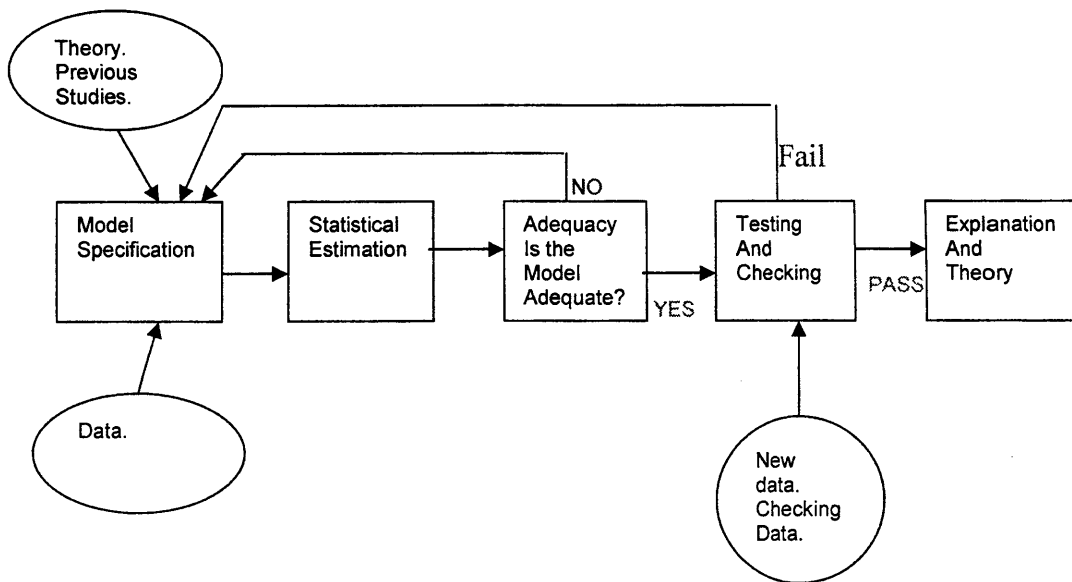 Theory.
Previous
Studies.
Fail
NO
Model
Specification
Statistical
Estimation
Adequacy
Is the
Model
Adequate?
YES
Testing
And
Checking
PASS
Explanation
And
Theory
Data.
New
data.
Checking
Data.